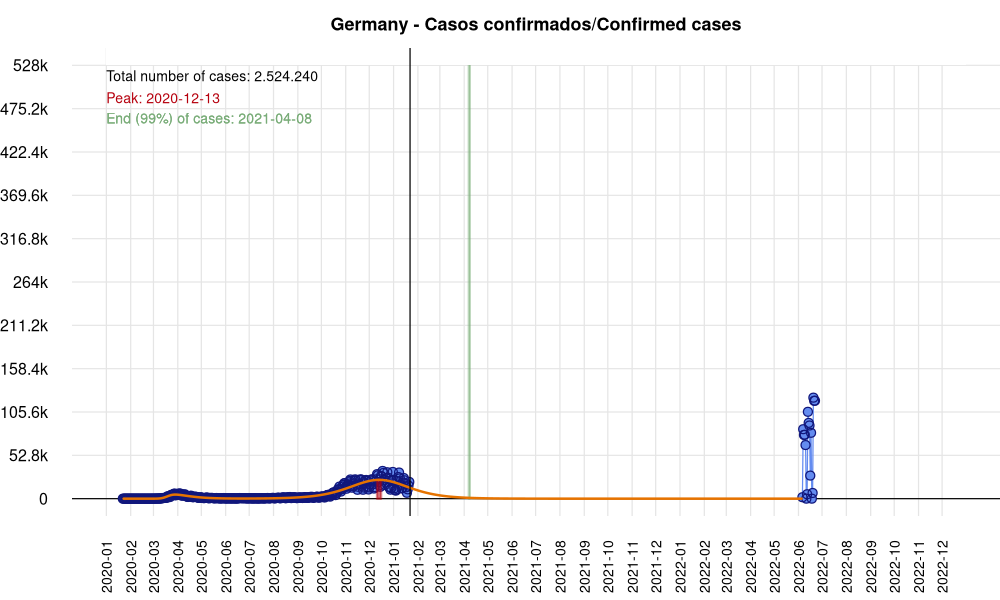 Germany - Casos confirmados/Confirmed cases
Total number of cases: 2.524.240
Peak: 2020-12-13
End (99%) of cases: 2021-04-08
528k
475.2k
422.4k
369.6k
316.8k
264k
211.2k
158.4k
105.6k
52.8k
0
2020-01
2020-02
2020-03
2020-04
2020-05
2020-06
2020-07
2020-08
2020-09
2020-10
2020-11
2020-12
2021-01
2021-02
2021-03
2021-04
2021-05
2021-06
2021-07
2021-08
2021-09
2021-10
2021-11
2021-12
2022-01
2022-02
2022-03
2022-04
2022-05
2022-06
2022-07
2022-08
2022-09
2022-10
2022-11
2022-12